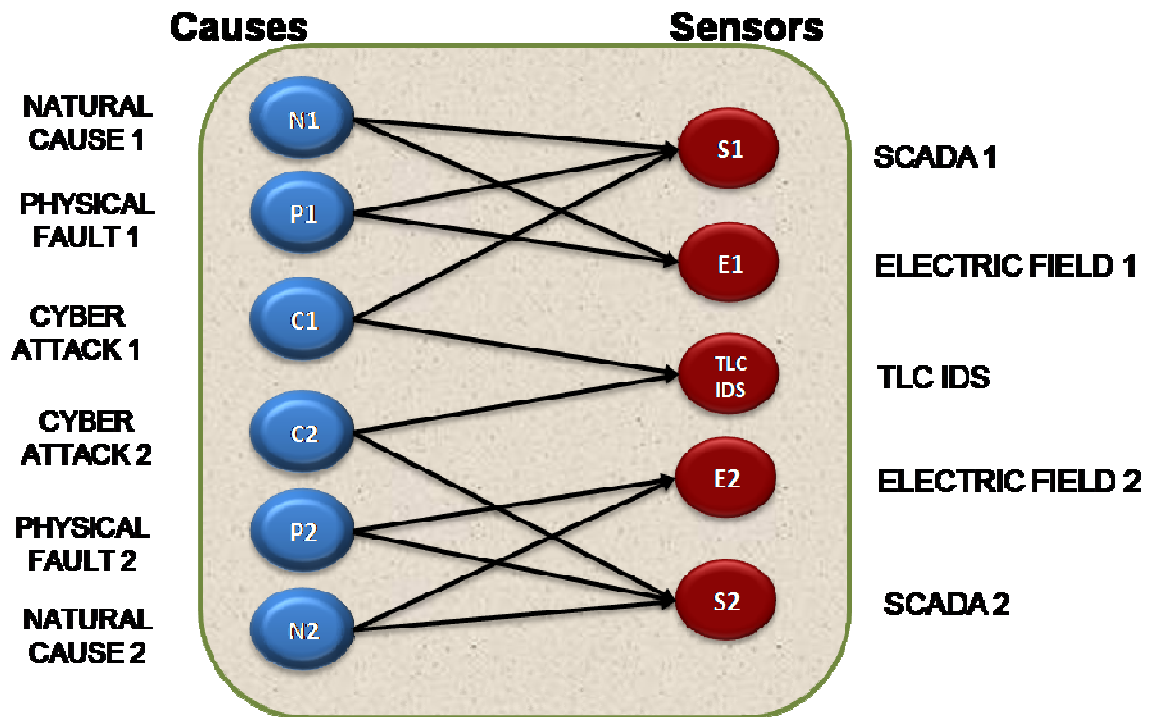 Causes
Sensors
NATURAL
CAUSE 1
N1
S1
SCADA 1
PHYSICAL
FAULT 1
P1
E1
ELECTRIC FIELD 1
CYBER
ATTACK 1
C1
TLC
IDS
TLC IDS
CYBER
ATTACK 2
C2
E2
ELECTRIC FIELD 2
PHYSICAL
FAULT 2
P2
S2
SCADA 2
NATURAL
CAUSE 2
N2